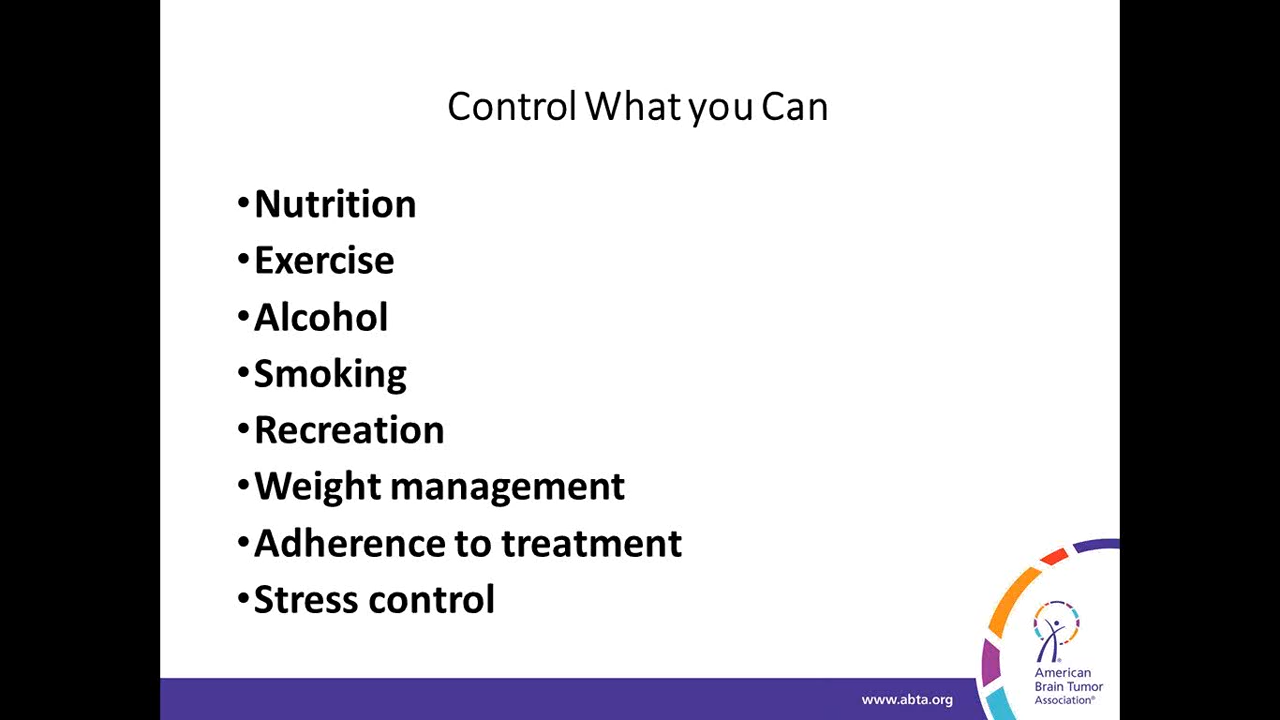 Control What you Can
•Nutrition
•Exercise
•Alcohol
•Smoking
•Recreation
•Weight management
•Adherence to treatment
•Stress control
www.abta.org
American
Brain Tumor
Association®